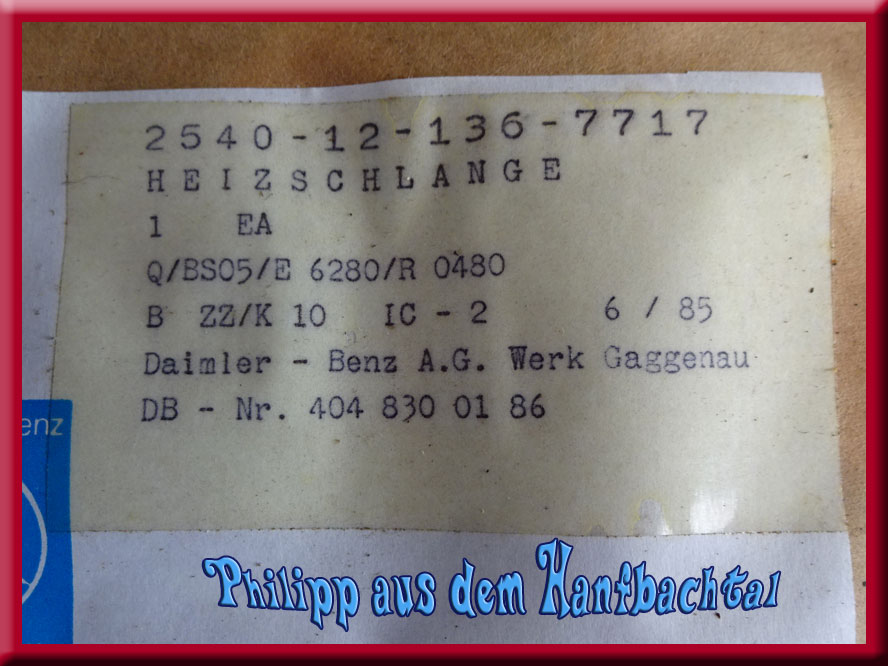 2540-12-136-7717
HEIZSCHLANGE
1 EA
Q/BS05/E 6280/R 0480
B ZZ/K 10 IC - 2 6 / 85
Daimler - Benz A.G. Werk Gaggenau
DB - Nr. 404 830 01 86
enz
Philipp aus dem Hanfbachtal